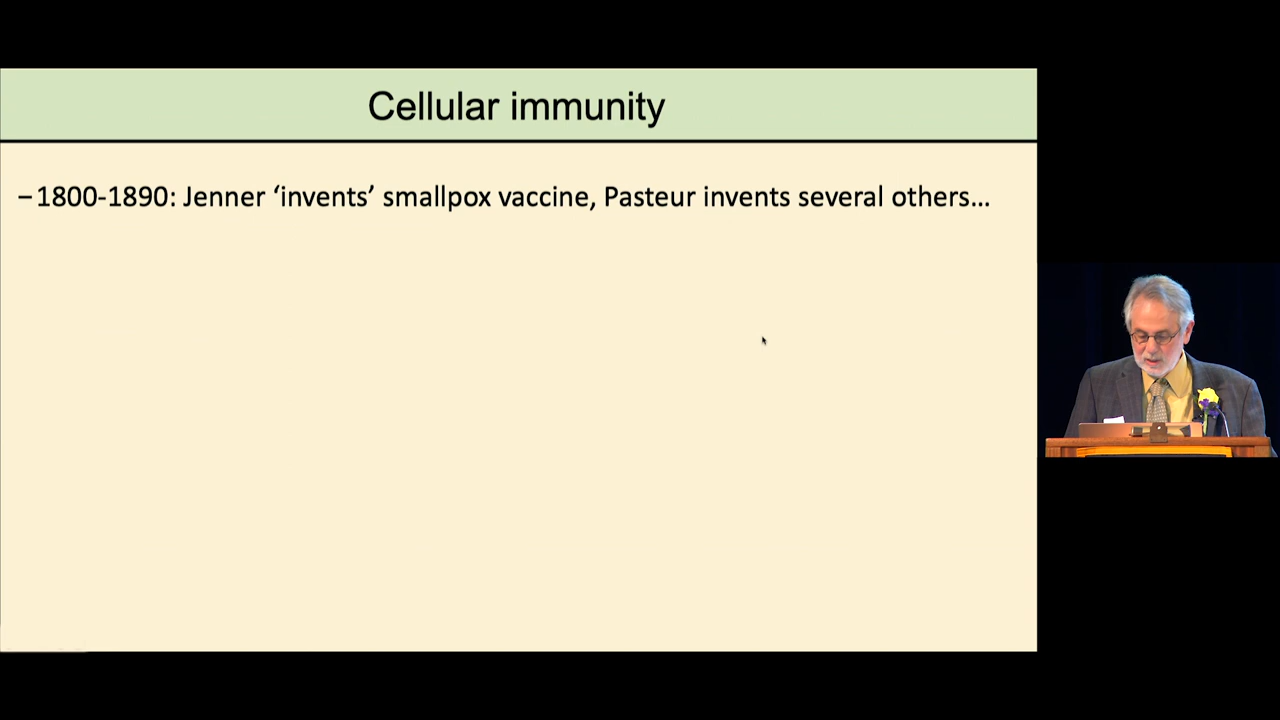 Cellular immunity
– 1800-1890: Jenner ‘invents’ smallpox vaccine, Pasteur invents several others…